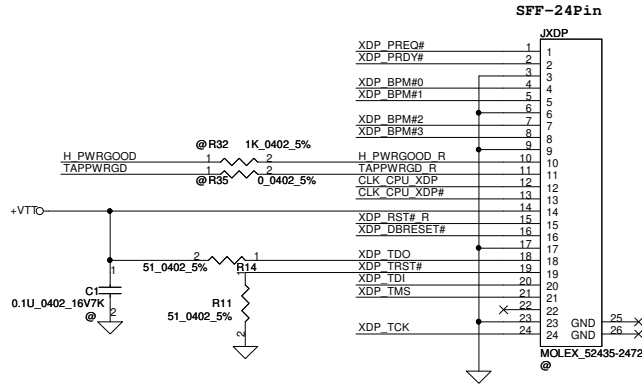 SFF-24Pin
JXDP
XDP_PREQ# 1 1
XDP_PRDY# 2 2
3 3
XDP_BPM#0 4 4
XDP_BPM#1 5 5
6 6
XDP_BPM#2 7 7
XDP_BPM#3 8 8
9 9
@R32 1K_0402_5%
H_PWRGOOD 1 2 H_PWRGOOD_R 10 10
TAPPWRGD 1 2 TAPPWRGD_R 11 11
@R35 0_0402_5%
CLK_CPU_XDP 12 12
CLK_CPU_XDP# 13 13
+VTT 14 14
XDP_RST#_R 15 15
XDP_DBRESET# 16 16
17 17
2 1 XDP_TDO 18 18
51_0402_5% R14
1 XDP_TRST# 19 19
XDP_TDI 20 20
XDP_TMS 21 21
22 22
23 23 GND 25
XDP_TCK 24 24 GND 26
1
C1
0.1U_0402_16V7K
2
@
R11
51_0402_5%
2
MOLEX_52435-2472
@